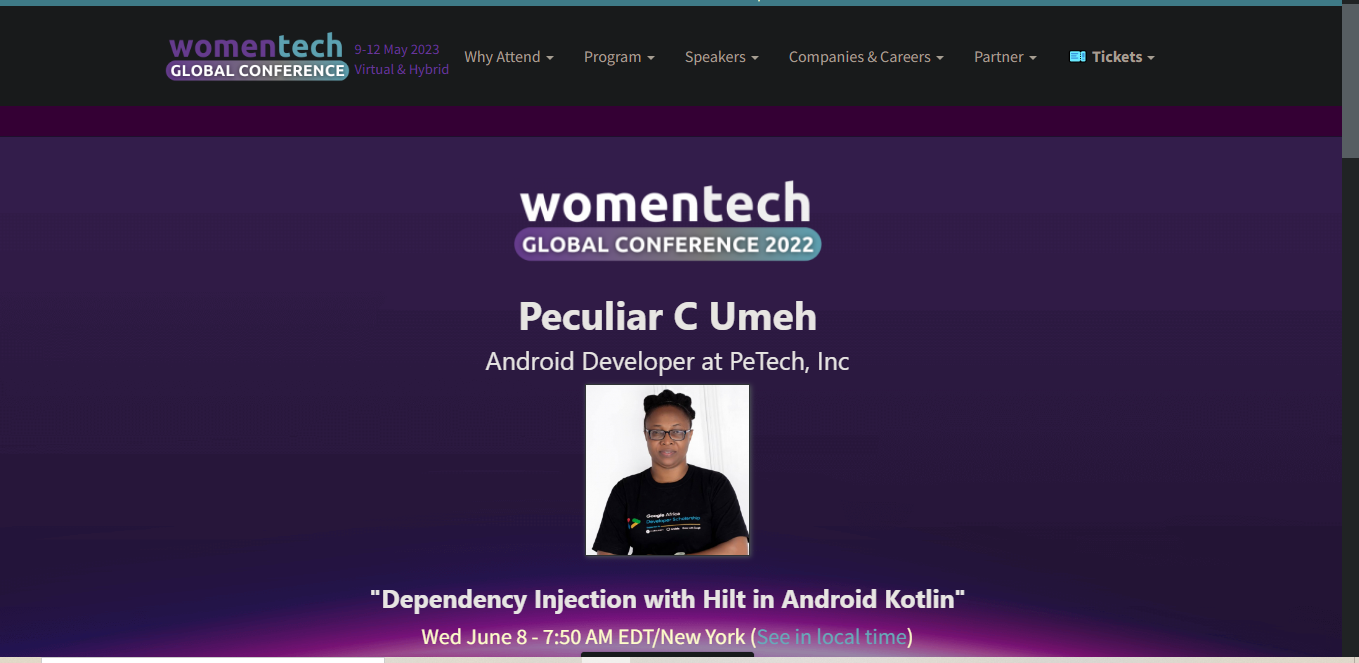 womentech
GLOBAL CONFERENCE
9-12 May 2023
Virtual & Hybrid
Why Attend
Program
Speakers
Companies & Careers
Partner
Tickets
womentech
GLOBAL CONFERENCE 2022
Peculiar C Umeh
Android Developer at PeTech, Inc
Google Africa
Developer Scholarship
"Dependency Injection with Hilt in Android Kotlin"
Wed June 8 - 7:50 AM EDT/New York (See in local time)